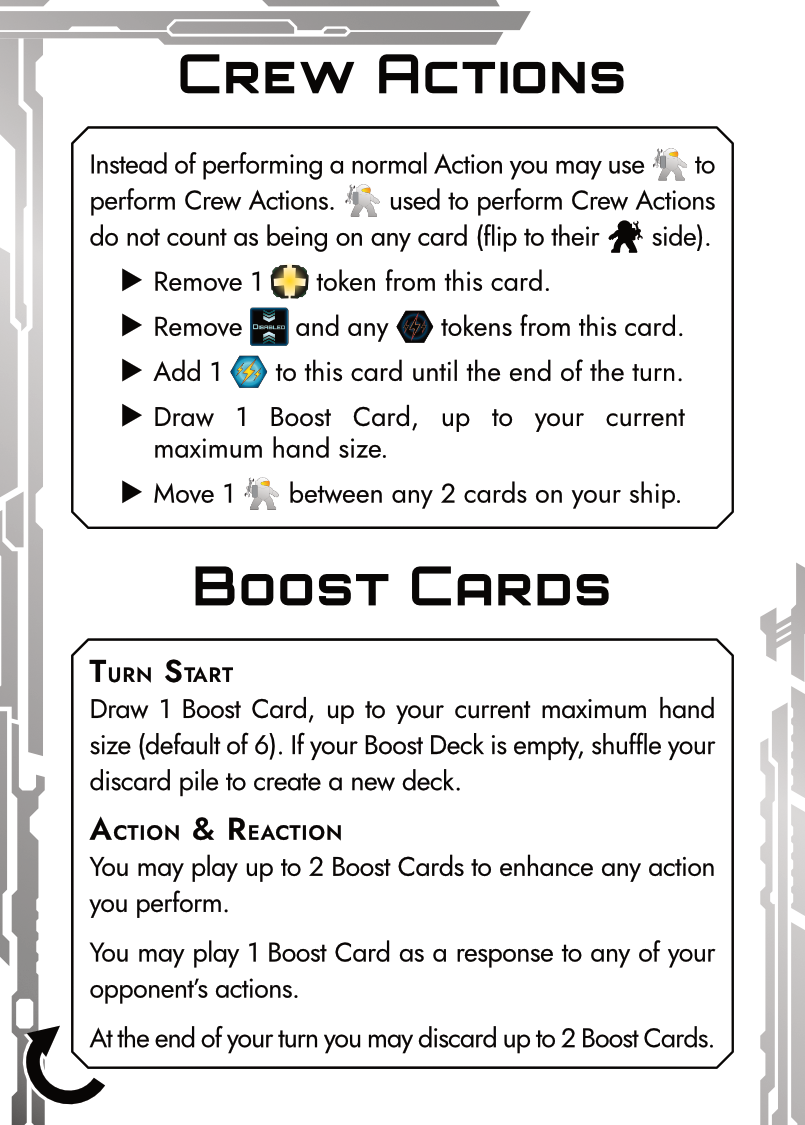 Crew Actions
Instead of performing a normal Action you may use to
perform Crew Actions. used to perform Crew Actions
do not count as being on any card (flip to their side).
Remove 1 token from this card.
Remove Disabled and any tokens from this card.
Add 1 to this card until the end of the turn.
Draw 1 Boost Card, up to your current
maximum hand size.
Move 1 between any 2 cards on your ship.
Boost Cards
Turn Start
Draw 1 Boost Card, up to your current maximum hand
size (default of 6). If your Boost Deck is empty, shuffle your
discard pile to create a new deck.
Action & Reaction
You may play up to 2 Boost Cards to enhance any action
you perform.
You may play 1 Boost Card as a response to any of your
opponent's actions.
At the end of your turn you may discard up to 2 Boost Cards.